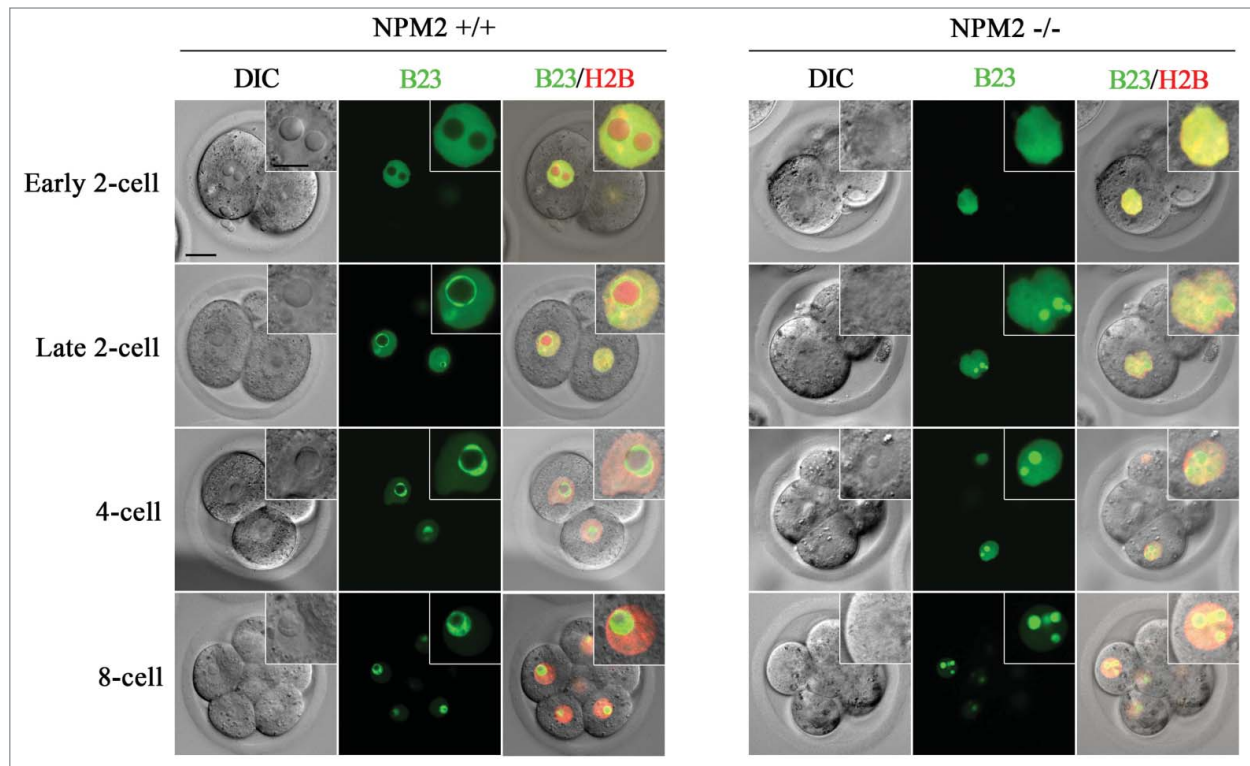 NPM2 +/+ NPM2 -/-
DIC B23 B23/H2B DIC B23 B23/H2B
Early 2-cell
Late 2-cell
4-cell
8-cell